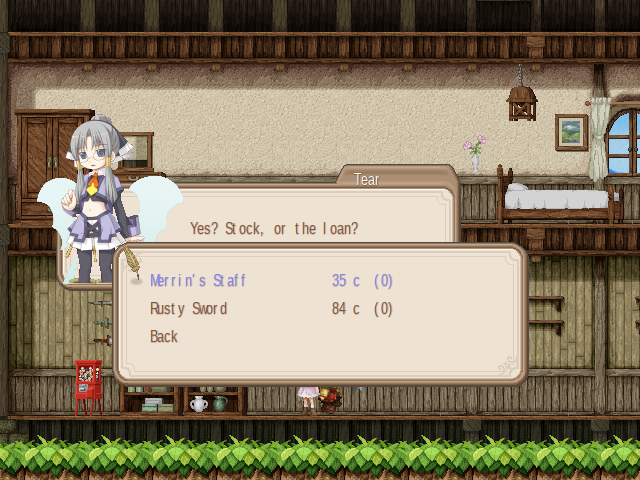 Tear
Yes? Stock, or the loan?
Merrin's Staff 35 c (0)
Rusty Sword 84 c (0)
Back